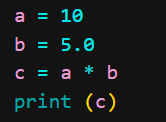 a = 10
b = 5.0
c = a * b
print (c)